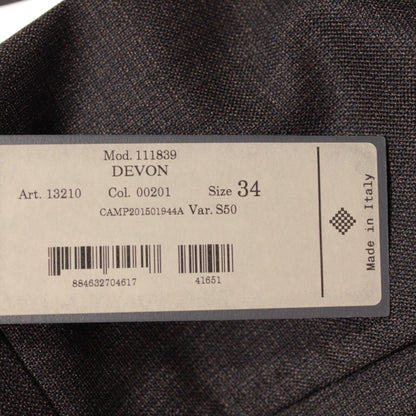 Mod. 111839
DEVON
Art. 13210 Col. 00201 Size 34
CAMP201501944A Var. S50
884632704617 41651
Made in Italy